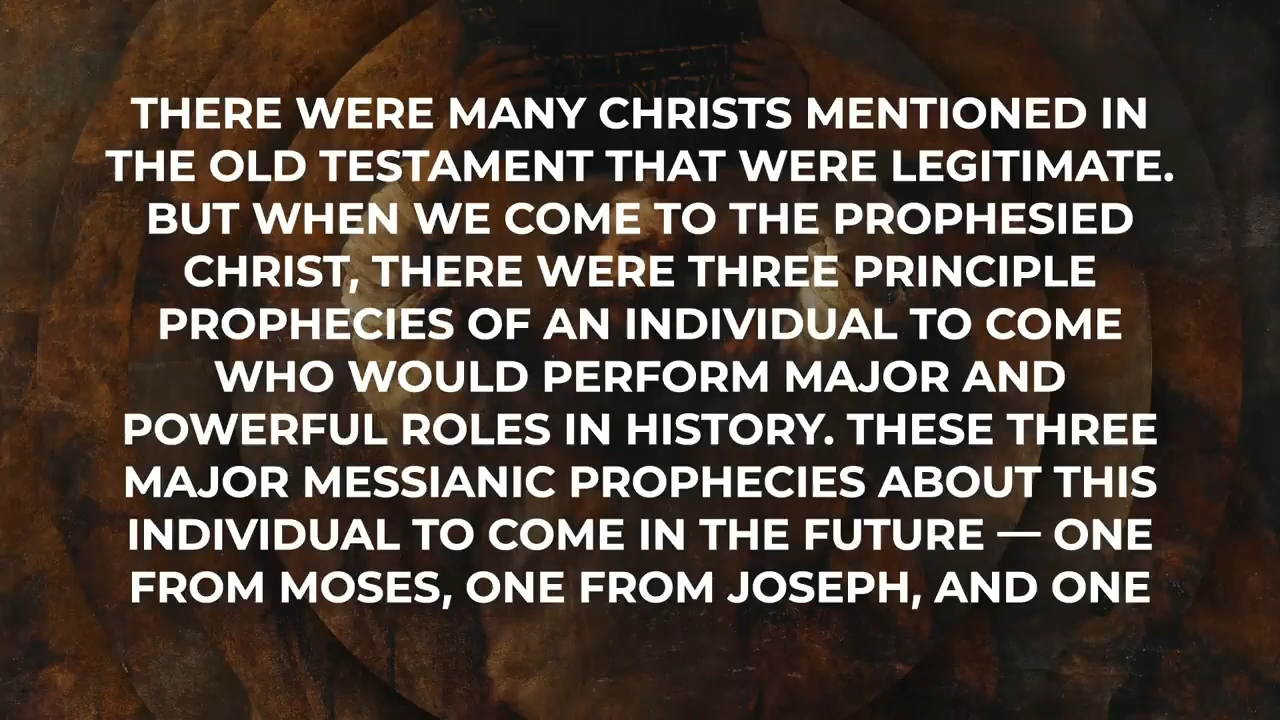 THERE WERE MANY CHRISTS MENTIONED IN
THE OLD TESTAMENT THAT WERE LEGITIMATE.
BUT WHEN WE COME TO THE PROPHESIED
CHRIST, THERE WERE THREE PRINCIPLE
PROPHECIES OF AN INDIVIDUAL TO COME
WHO WOULD PERFORM MAJOR AND
POWERFUL ROLES IN HISTORY. THESE THREE
MAJOR MESSIANIC PROPHECIES ABOUT THIS
INDIVIDUAL TO COME IN THE FUTURE — ONE
FROM MOSES, ONE FROM JOSEPH, AND ONE